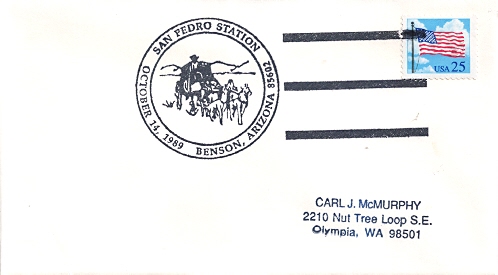 SAN PEDRO STATION
OCTOBER 14, 1989
BENSON, ARIZONA 85602
USA 25
CARL J. McMURPHY
2210 Nut Tree Loop S.E.
Olympia, WA 98501